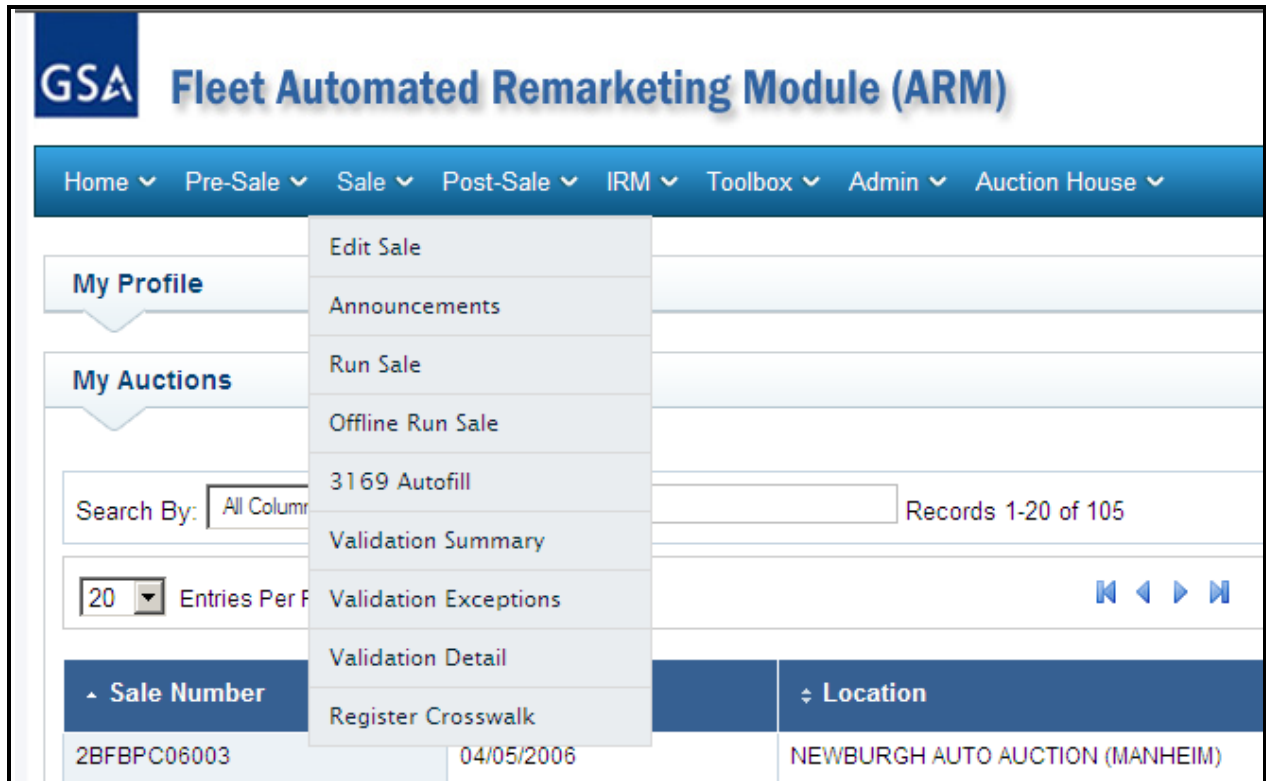 GSA
Fleet Automated Remarketing Module (ARM)
Home Pre-Sale Sale Post-Sale IRM Toolbox Admin Auction House
Edit Sale
Announcements
Run Sale
Offline Run Sale
3169 Autofill
Validation Summary
Validation Exceptions
Validation Detail
Register Crosswalk
My Profile
My Auctions
Search By: All Colum Records 1-20 of 105
20 Entries Per
Sale Number Location
2BFBPC06003 04/05/2006 NEWBURGH AUTO AUCTION (MANHEIM)